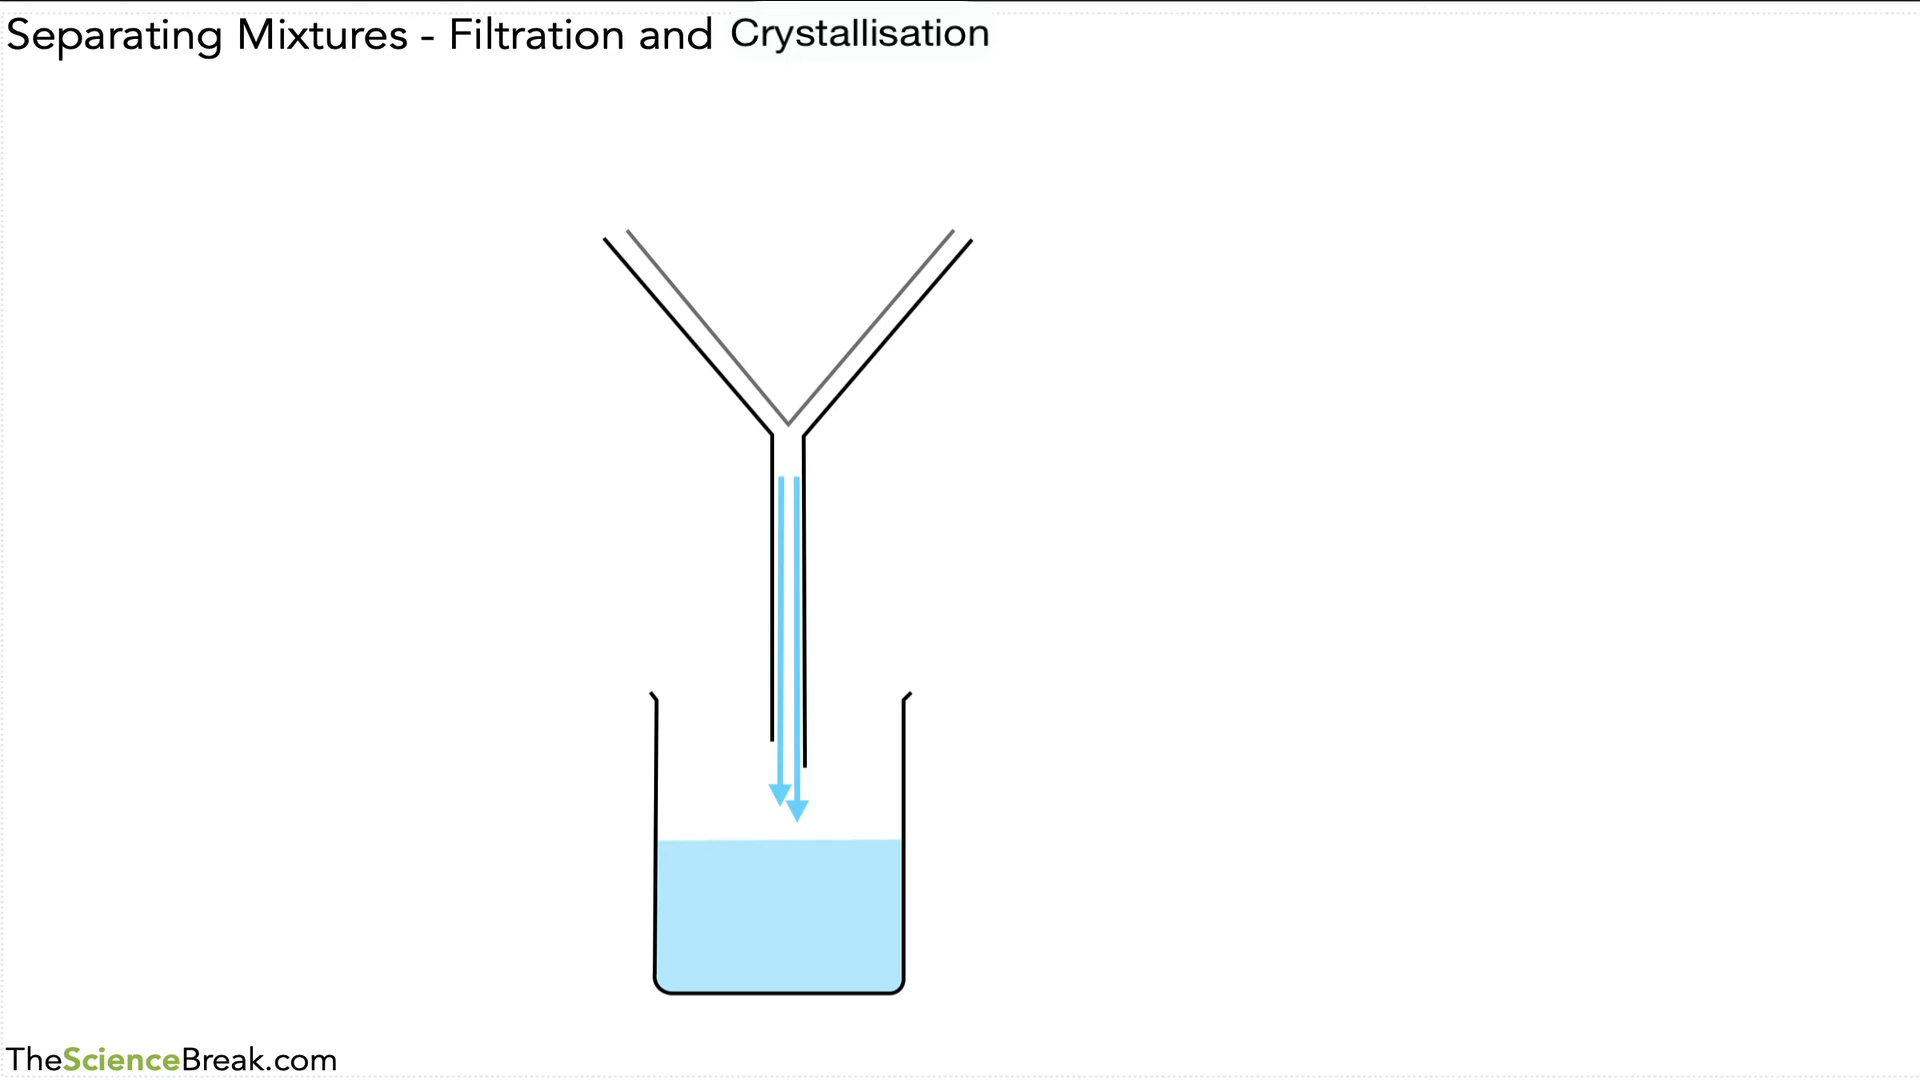 Separating Mixtures - Filtration and Crystallisation
TheScienceBreak.com